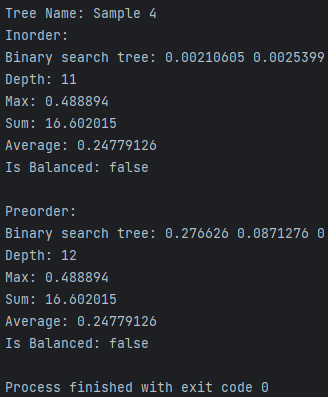 Tree Name: Sample 4
Inorder:
Binary search tree: 0.00210605 0.0025399
Depth: 11
Max: 0.488894
Sum: 16.602015
Average: 0.24779126
Is Balanced: false
Preorder:
Binary search tree: 0.276626 0.0871276 0
Depth: 12
Max: 0.488894
Sum: 16.602015
Average: 0.24779126
Is Balanced: false
Process finished with exit code 0